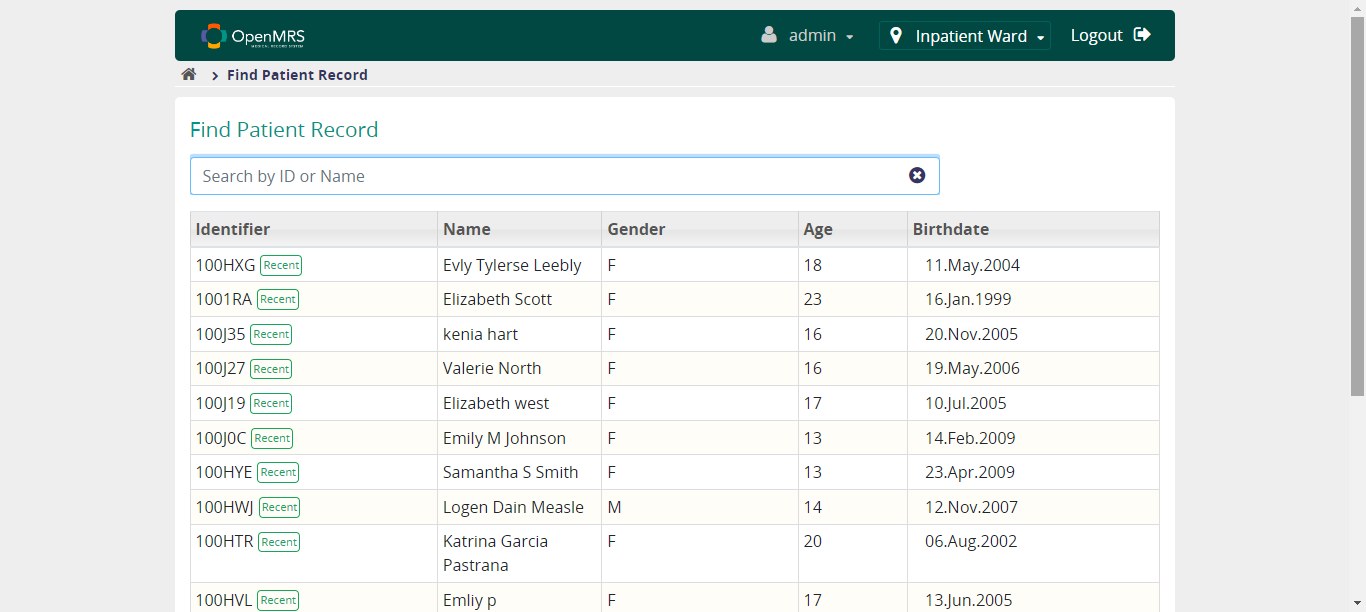 OpenMRS
MEDICAL RECORD SYSTEM
admin
Inpatient Ward
Logout
Find Patient Record
Find Patient Record
Search by ID or Name
Identifier Name Gender Age Birthdate
100HXG Recent Evly Tylerse Leebly F 18 11.May.2004
1001RA Recent Elizabeth Scott F 23 16.Jan.1999
100J35 Recent kenia hart F 16 20.Nov.2005
100J27 Recent Valerie North F 16 19.May.2006
100J19 Recent Elizabeth west F 17 10.Jul.2005
100J0C Recent Emily M Johnson F 13 14.Feb.2009
100HYE Recent Samantha S Smith F 13 23.Apr.2009
100HWJ Recent Logen Dain Measle M 14 12.Nov.2007
100HTR Recent Katrina Garcia F 20 06.Aug.2002
Pastrana
100HVL Recent Emliy p F 17 13.Jun.2005